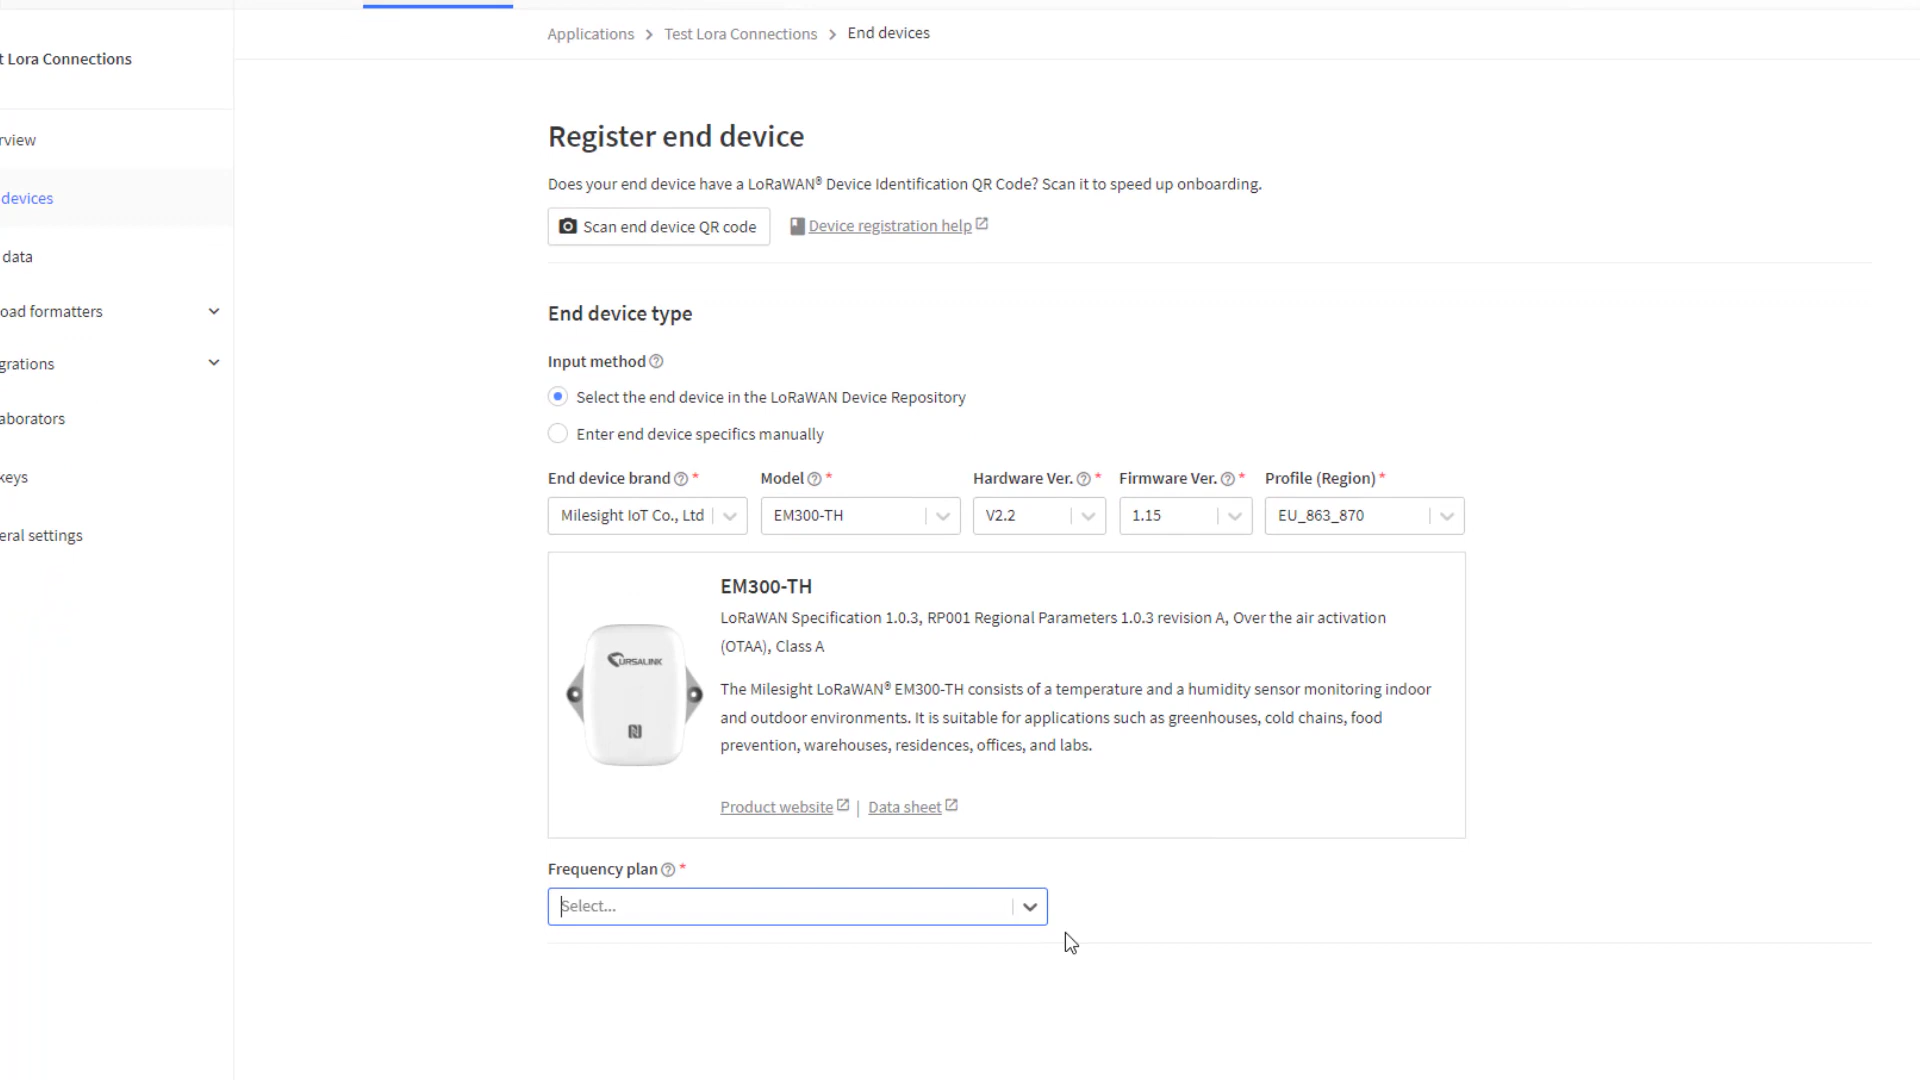 Applications > Test Lora Connections > End devices
t Lora Connections
rview
devices
data
oad formatters
grations
aborators
keys
eral settings
Register end device
Does your end device have a LoRaWAN® Device Identification QR Code? Scan it to speed up onboarding.
Scan end device QR code
Device registration help
End device type
Input method
Select the end device in the LoRaWAN Device Repository
Enter end device specifics manually
End device brand * Model * Hardware Ver. * Firmware Ver. * Profile (Region) *
Milesight IoT Co., Ltd EM300-TH V2.2 1.15 EU_863_870
EM300-TH
LoRaWAN Specification 1.0.3, RP001 Regional Parameters 1.0.3 revision A, Over the air activation
(OTAA), Class A
The Milesight LoRaWAN® EM300-TH consists of a temperature and a humidity sensor monitoring indoor
and outdoor environments. It is suitable for applications such as greenhouses, cold chains, food
prevention, warehouses, residences, offices, and labs.
URSALINK
Product website | Data sheet
Frequency plan *
Select...